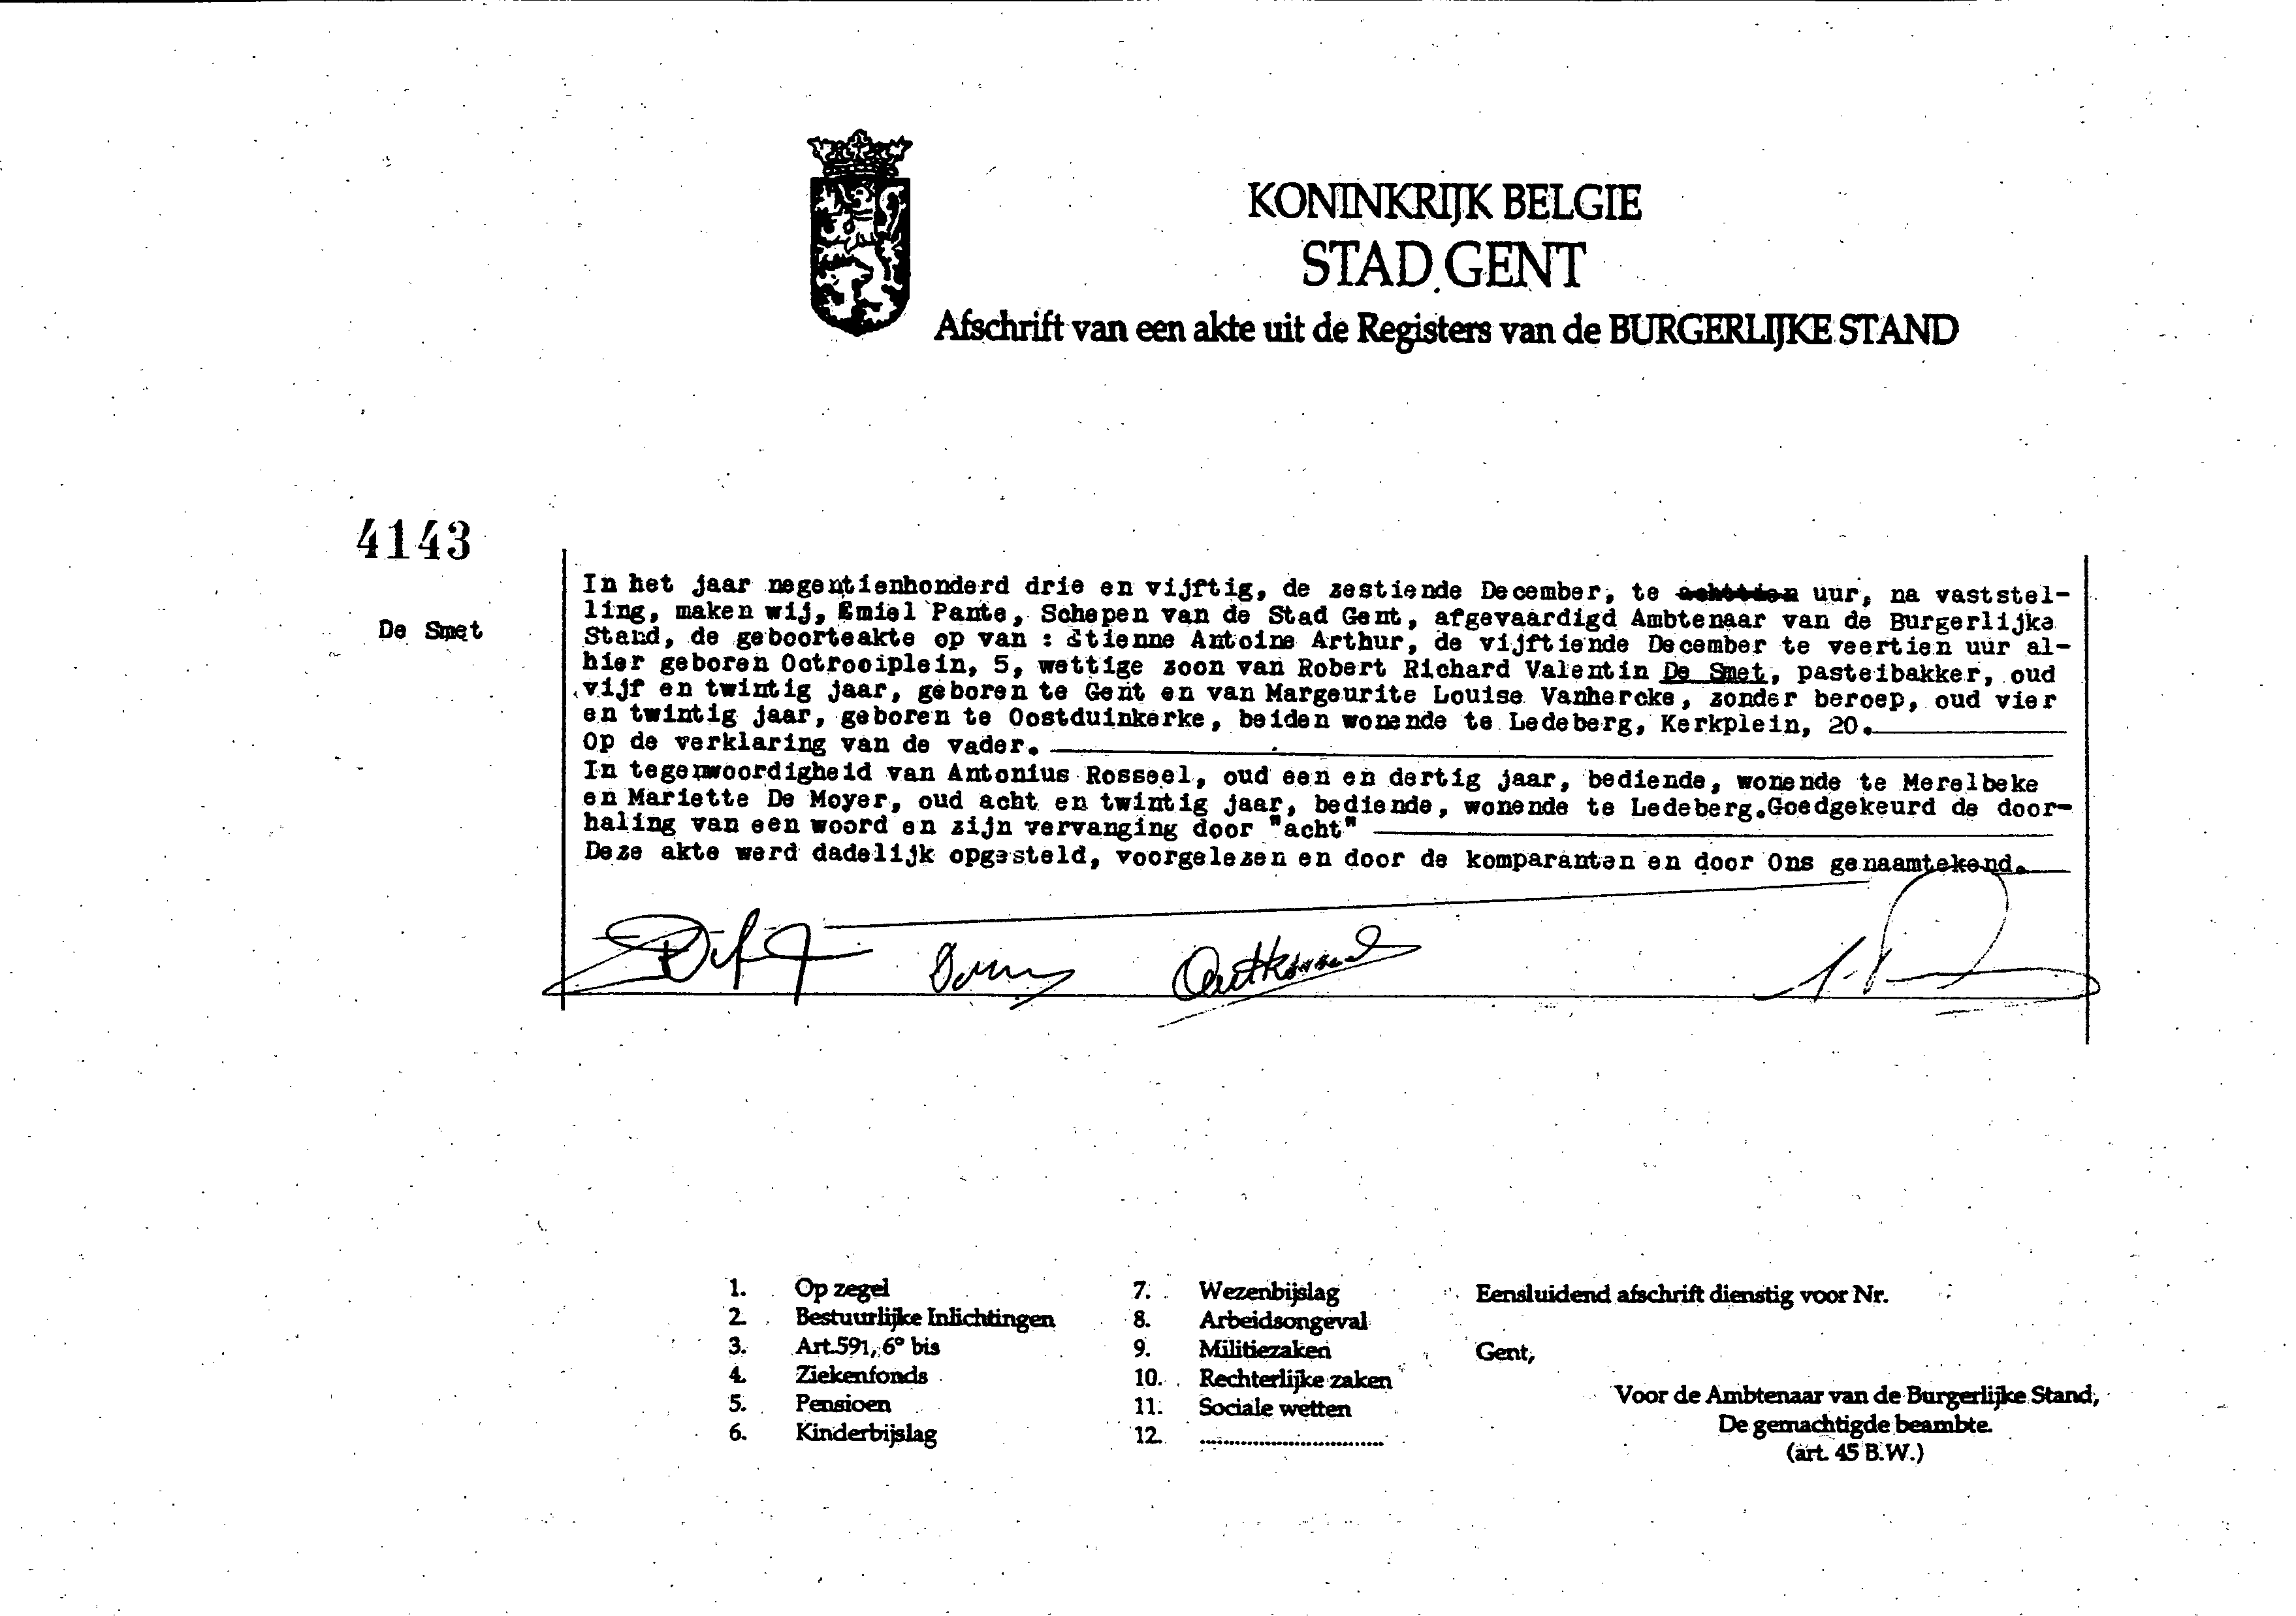 KONINKRIJK BELGIE
STAD GENT
Afschrift van een akte uit de Registers van de BURGERLIJKE STAND
4143
De Smet
In het jaar negentienhonderd drie en vijftig, de zestiende December, te achttien uur, na vaststel-
ling, maken wij, Emiel Pante, Schepen van de Stad Gent, afgevaardigd Ambtenaar van de Burgerlijke
Stand, de geboorteakte op van : Etienne Antoine Arthur, de vijftiende December te veertien uur al-
hier geboren Octrooiplein, 5, wettige zoon van Robert Richard Valentin De Smet, pasteibakker, oud
vijf en twintig jaar, geboren te Gent en van Margeurite Louise Vanhercke, zonder beroep, oud vier
en twintig jaar, geboren te Oostduinkerke, beiden wonende te Ledeberg, Kerkplein, 20.
Op de verklaring van de vader.
In tegenwoordigheid van Antonius Rosseel, oud een en dertig jaar, bediende, wonende te Merelbeke
en Mariette De Moyer, oud acht en twintig jaar, bediende, wonende te Ledeberg.Goedgekeurd de door-
haling van een woord en zijn vervanging door "acht"
Deze akte werd dadelijk opgesteld, voorgelezen en door de komparanten en door Ons genaamtekend.
1. Op zegel
2. Bestuurlijke Inlichtingen
3. Art.591, 6° bis
4. Ziekenfonds
5. Pensioen
6. Kinderbijslag
7. Wezenbijslag
8. Arbeidsongeval
9. Militiezaken
10. Rechterlijke zaken
11. Sociale wetten
12. ................................
Eensluidend afschrift dienstig voor Nr.
Gent,
Voor de Ambtenaar van de Burgerlijke Stand,
De gemachtigde beambte.
(art. 45 B.W.)